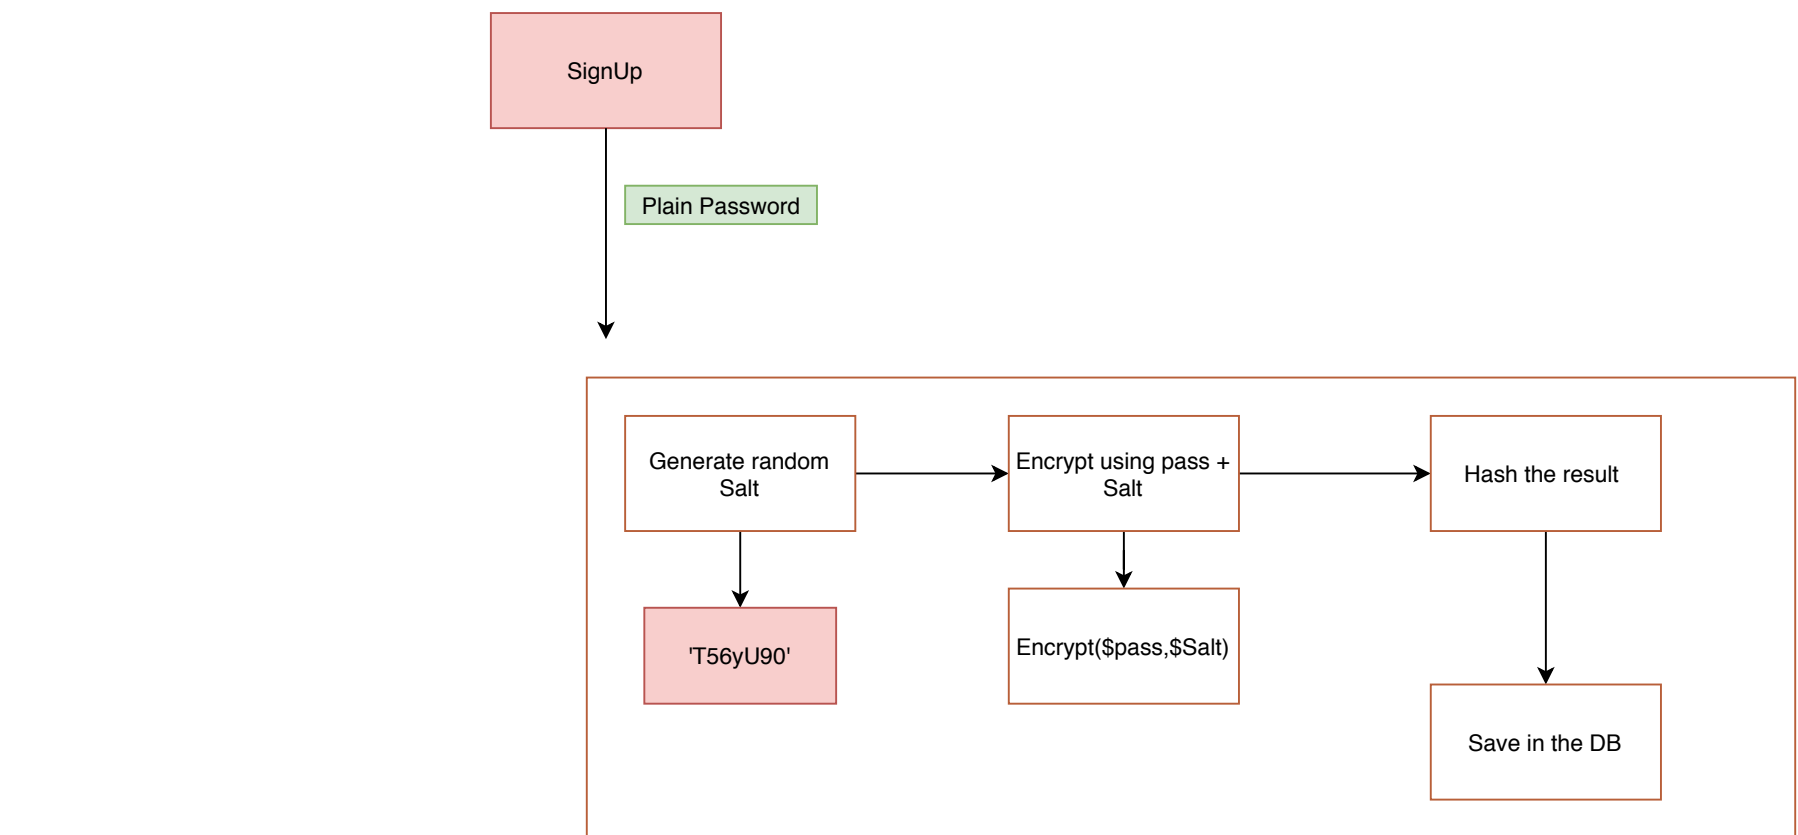 SignUp
Plain Password
Generate random
Salt
Encrypt using pass +
Salt
Hash the result
'T56yU90'
Encrypt($pass,$Salt)
Save in the DB